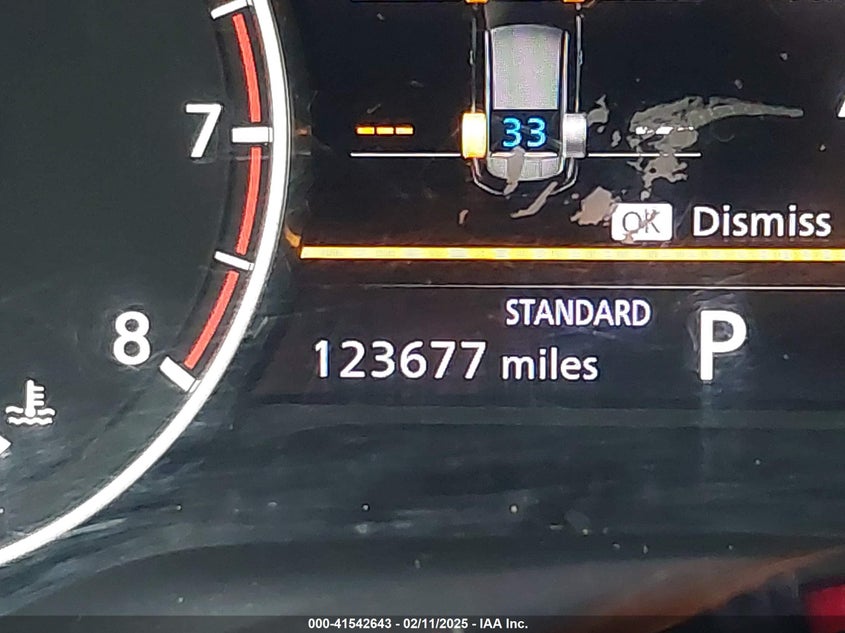 7
33
OK Dismiss
STANDARD
8
P
123677 miles
000-41542643 - 02/11/2025 - IAA Inc.